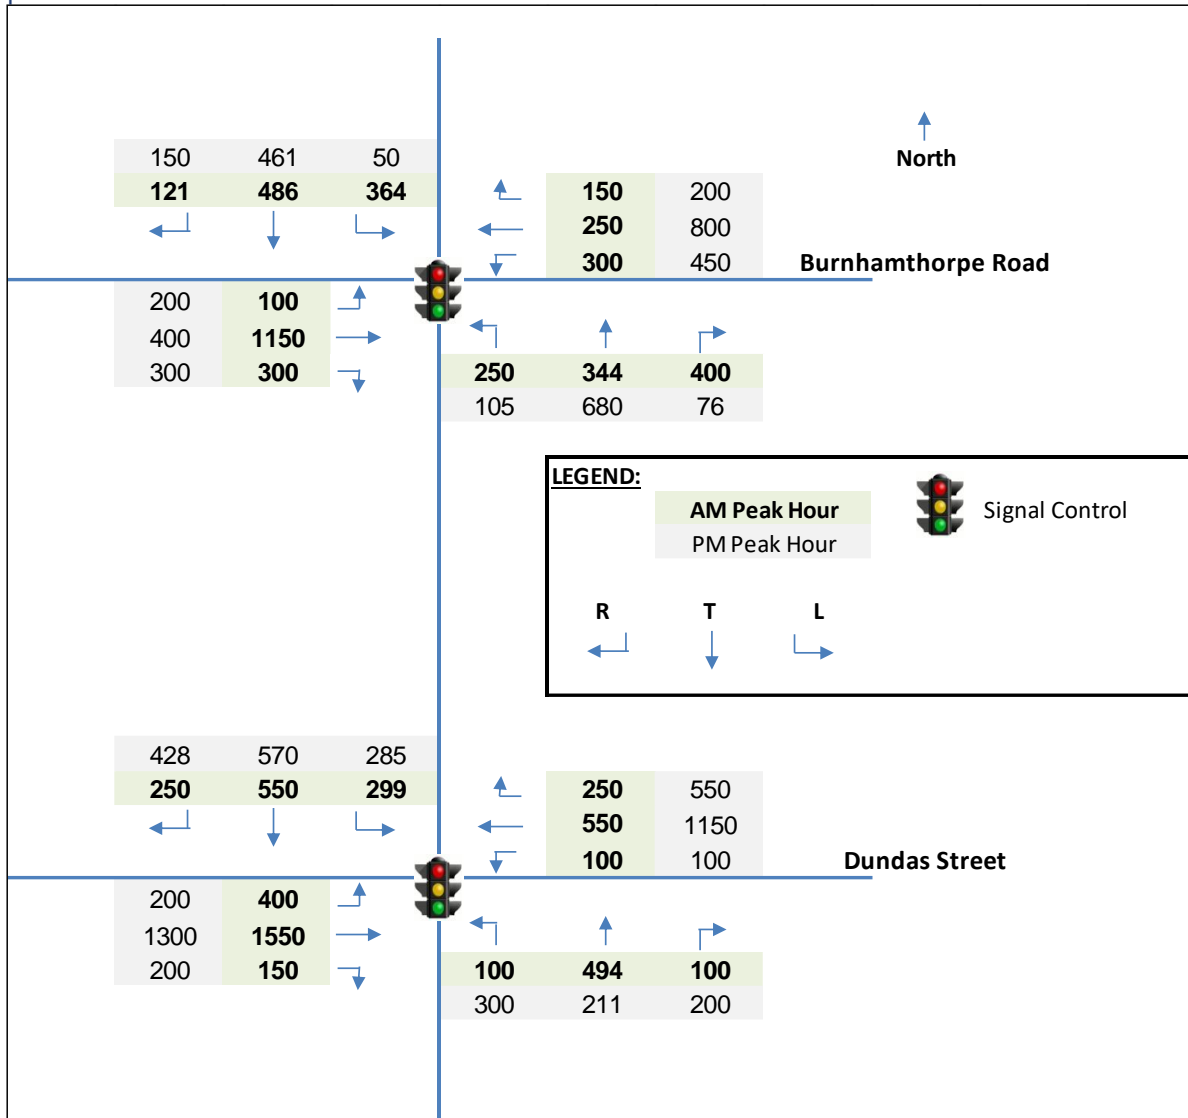 North
150 461 50
121 486 364
150 200
250 800
300 450
Burnhamthorpe Road
200 100
400 1150
300 300
250 344 400
105 680 76
LEGEND:
AM Peak Hour
PM Peak Hour
Signal Control
R T L
428 570 285
250 550 299
250 550
550 1150
100 100
Dundas Street
200 400
1300 1550
200 150
100 494 100
300 211 200